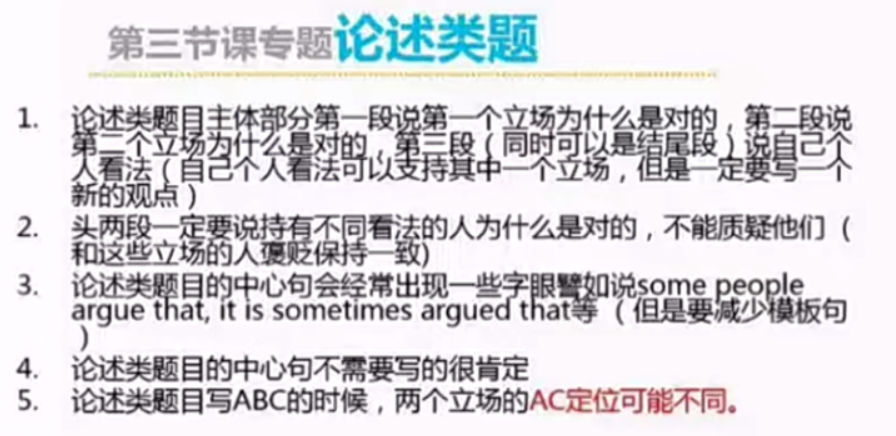 第三节课专题论述类题
1. 论述类题目主体部分第一段说第一个立场为什么是对的，第二段说
第二个立场为什么是对的，第三段（同时可以是结尾段）说自己个
人看法（自己个人看法可以支持其中一个立场，但是一定要写一个
新的观点）
2. 头两段一定要说持有不同看法的人为什么是对的，不能质疑他们（
和这些立场的人褒贬保持一致)
3. 论述类题目的中心句会经常出现一些字眼譬如说some people
argue that, it is sometimes argued that等 （但是要减少模板句
）
4. 论述类题目的中心句不需要写的很肯定
5. 论述类题目写ABC的时候，两个立场的AC定位可能不同。